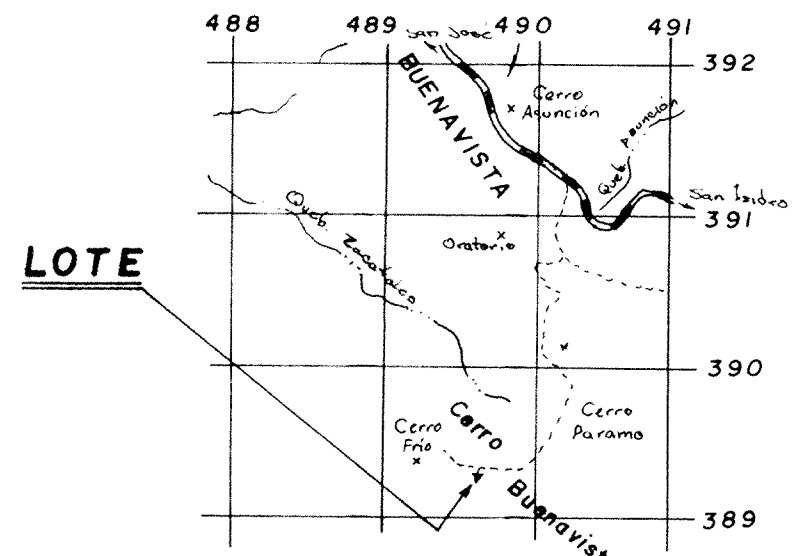 488 489 490 491
San José
392
BUENAVISTA
Cerro
Asunción
Queb. Asunción
San Isidro
391
Queb. Zacatalco
Oratorio
LOTE
390
Cerro
Frío
Cerro
Paramo
Cerro
Buenavista
389